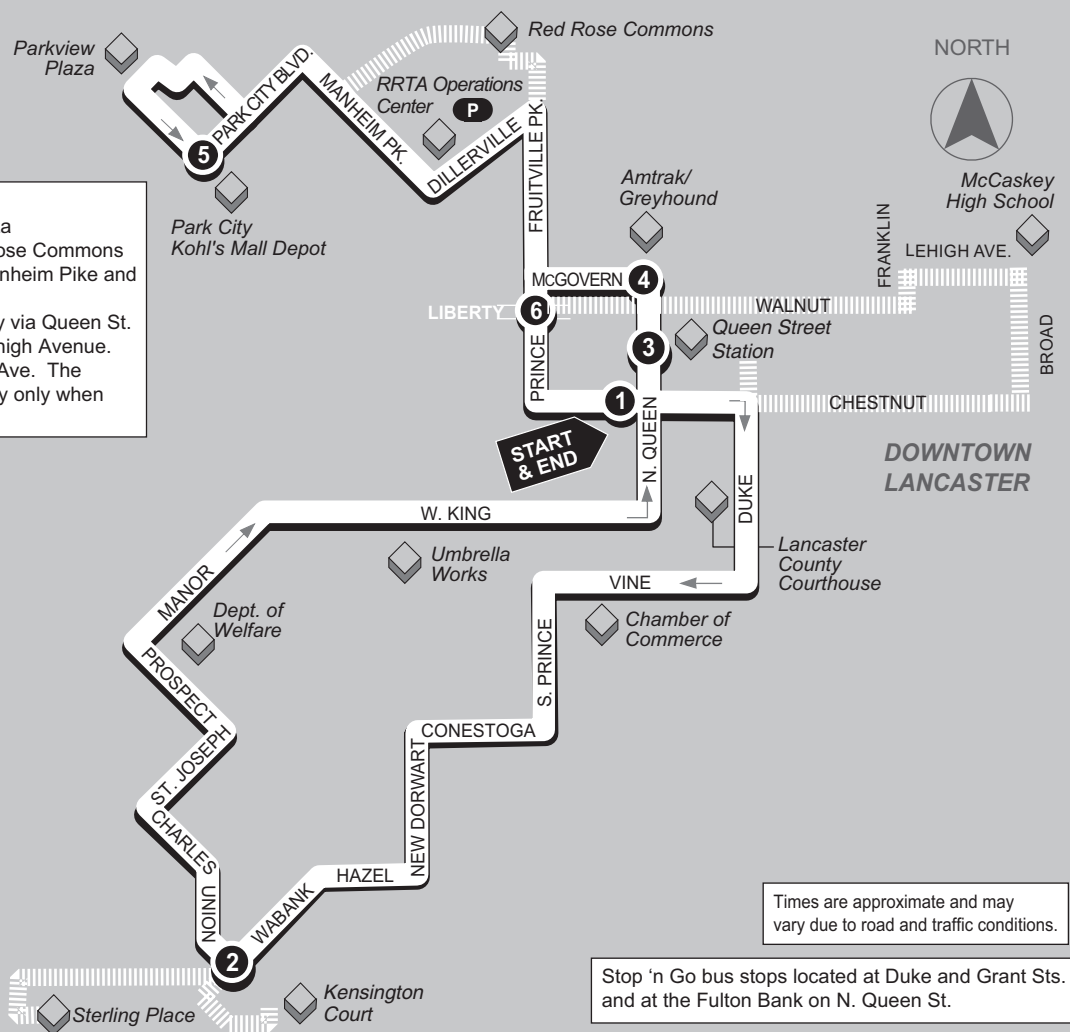 Parkview
Plaza
Red Rose Commons
NORTH
RRTA Operations
Center P
PARK CITY BLVD.
MANHEIM PK.
DILLERVILLE
FRUITVILLE PK.
5
Park City
Kohl's Mall Depot
Amtrak/
Greyhound
McCaskey
High School
FRANKLIN
LEHIGH AVE.
a
ose Commons
nheim Pike and
y via Queen St.
high Avenue.
Ave. The
y only when
McGOVERN
4
LIBERTY
6
WALNUT
Queen Street
Station
3
BROAD
PRINCE
1
N. QUEEN
CHESTNUT
START
& END
DOWNTOWN
LANCASTER
DUKE
W. KING
Umbrella
Works
Lancaster
County
Courthouse
MANOR
VINE
Dept. of
Welfare
Chamber of
Commerce
S. PRINCE
PROSPECT
CONESTOGA
ST. JOSEPH
NEW DORWART
CHARLES
HAZEL
UNION
WABANK
2
Sterling Place
Kensington
Court
Times are approximate and may
vary due to road and traffic conditions.
Stop 'n Go bus stops located at Duke and Grant Sts.
and at the Fulton Bank on N. Queen St.